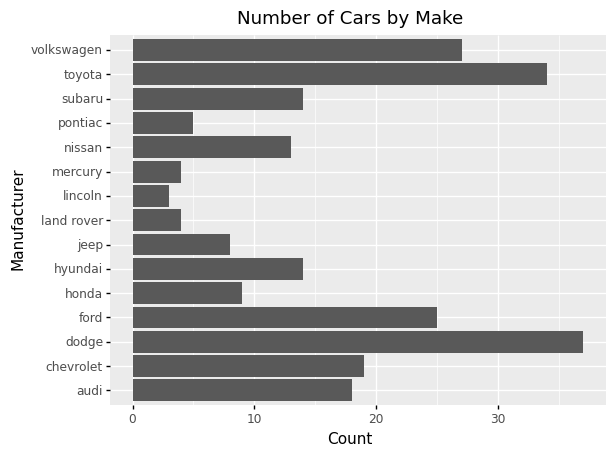 Number of Cars by Make
volkswagen
toyota
subaru
pontiac
nissan
mercury
lincoln
land rover
jeep
hyundai
honda
ford
dodge
chevrolet
audi
Manufacturer
0 10 20 30
Count